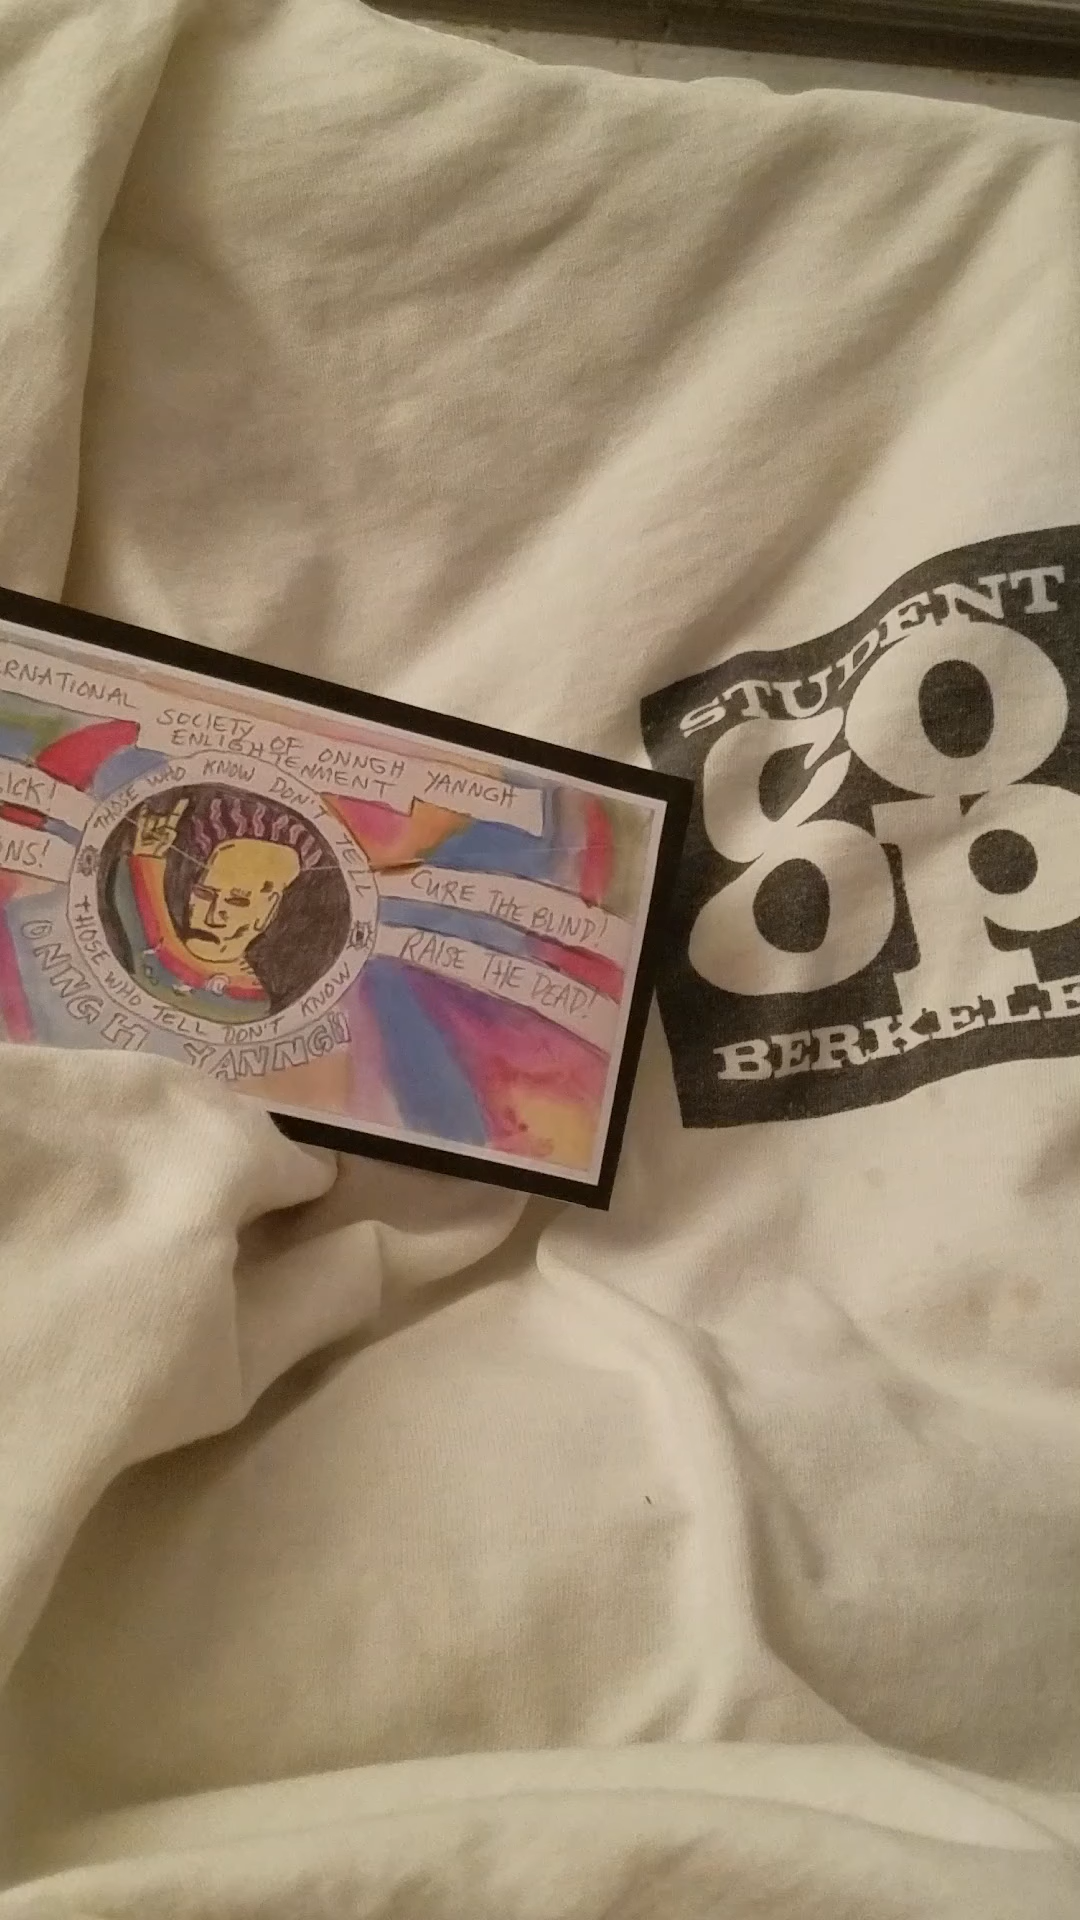 RNATIONAL SOCIETY OF ONNGH YANNGH
ENLIGHTENMENT
SICK!
NS!
THOSE WHO KNOW DON'T TELL
THOSE WHO TELL DON'T KNOW
ONNGH YANNGH
CURE THE BLIND!
RAISE THE DEAD!
STUDENT
CO
OP
BERKELE